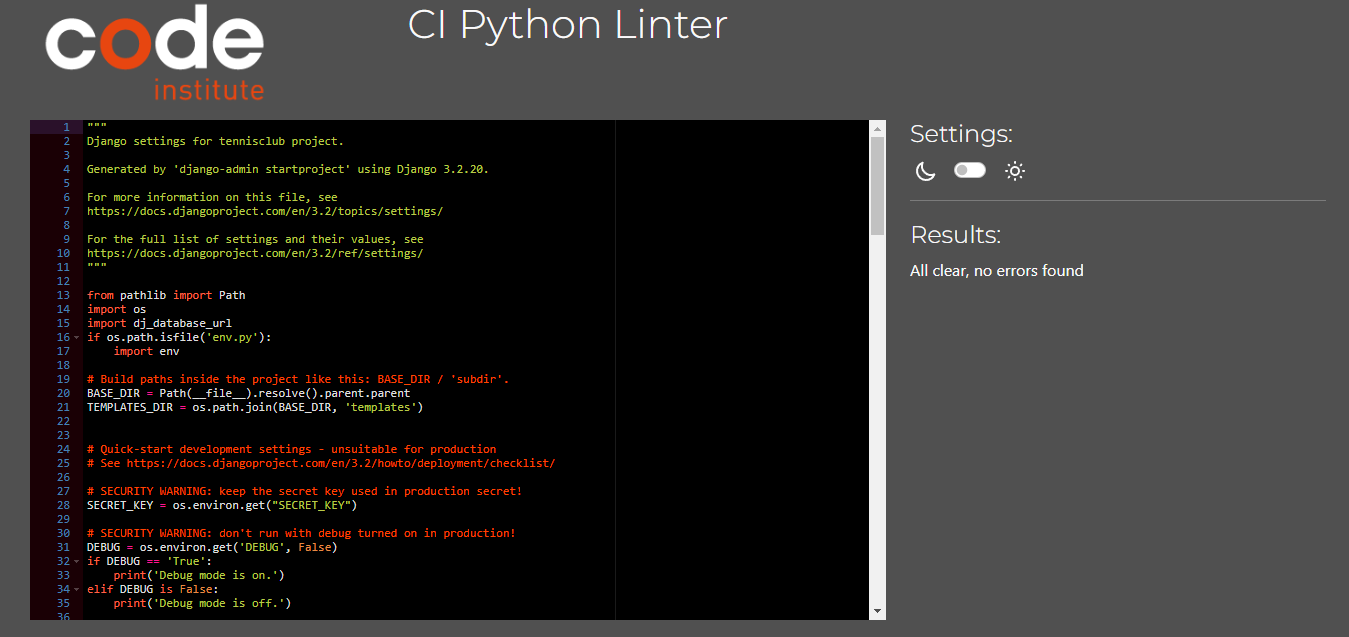 code
institute
CI Python Linter
1 """
2 Django settings for tennisclub project.
3
4 Generated by 'django-admin startproject' using Django 3.2.20.
5
6 For more information on this file, see
7 https://docs.djangoproject.com/en/3.2/topics/settings/
8
9 For the full list of settings and their values, see
10 https://docs.djangoproject.com/en/3.2/ref/settings/
11 """
12
13 from pathlib import Path
14 import os
15 import dj_database_url
16 if os.path.isfile('env.py'):
17     import env
18
19 # Build paths inside the project like this: BASE_DIR / 'subdir'.
20 BASE_DIR = Path(__file__).resolve().parent.parent
21 TEMPLATES_DIR = os.path.join(BASE_DIR, 'templates')
22
23
24 # Quick-start development settings - unsuitable for production
25 # See https://docs.djangoproject.com/en/3.2/howto/deployment/checklist/
26
27 # SECURITY WARNING: keep the secret key used in production secret!
28 SECRET_KEY = os.environ.get("SECRET_KEY")
29
30 # SECURITY WARNING: don't run with debug turned on in production!
31 DEBUG = os.environ.get('DEBUG', False)
32 if DEBUG == 'True':
33     print('Debug mode is on.')
34 elif DEBUG is False:
35     print('Debug mode is off.')
36
Settings:
Results:
All clear, no errors found